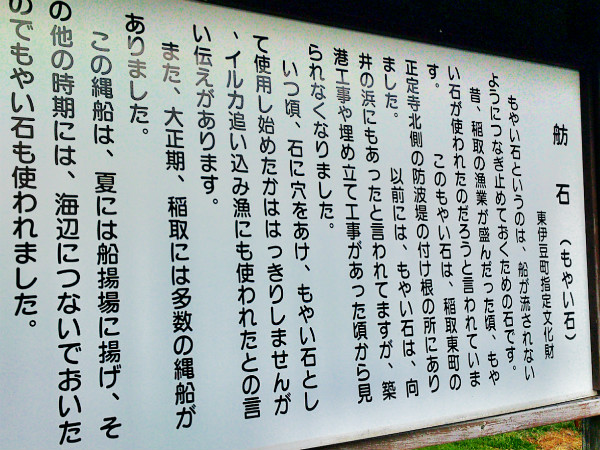 舫石（もやい石）
東伊豆町指定文化財
もやい石というのは、船が流されない
ようにつなぎ止めておくための石です。
昔、稲取の漁業が盛んだった頃、もや
い石が使われたのだろうと言われていま
す。　このもやい石は、稲取東町の
正定寺北側の防波堤の付け根の所にあり
ました。　以前には、もやい石は、向
井の浜にもあったと言われてますが、築
港工事や埋め立て工事があった頃から見
られなくなりました。
いつ頃、石に穴をあけ、もやい石とし
て使用し始めたかははっきりしませんが
、イルカ追い込み漁にも使われたとの言
い伝えがあります。
また、大正期、稲取には多数の縄船が
ありました。
この縄船は、夏には船揚場に揚げ、そ
の他の時期には、海辺につないでおいた
のでもやい石も使われました。